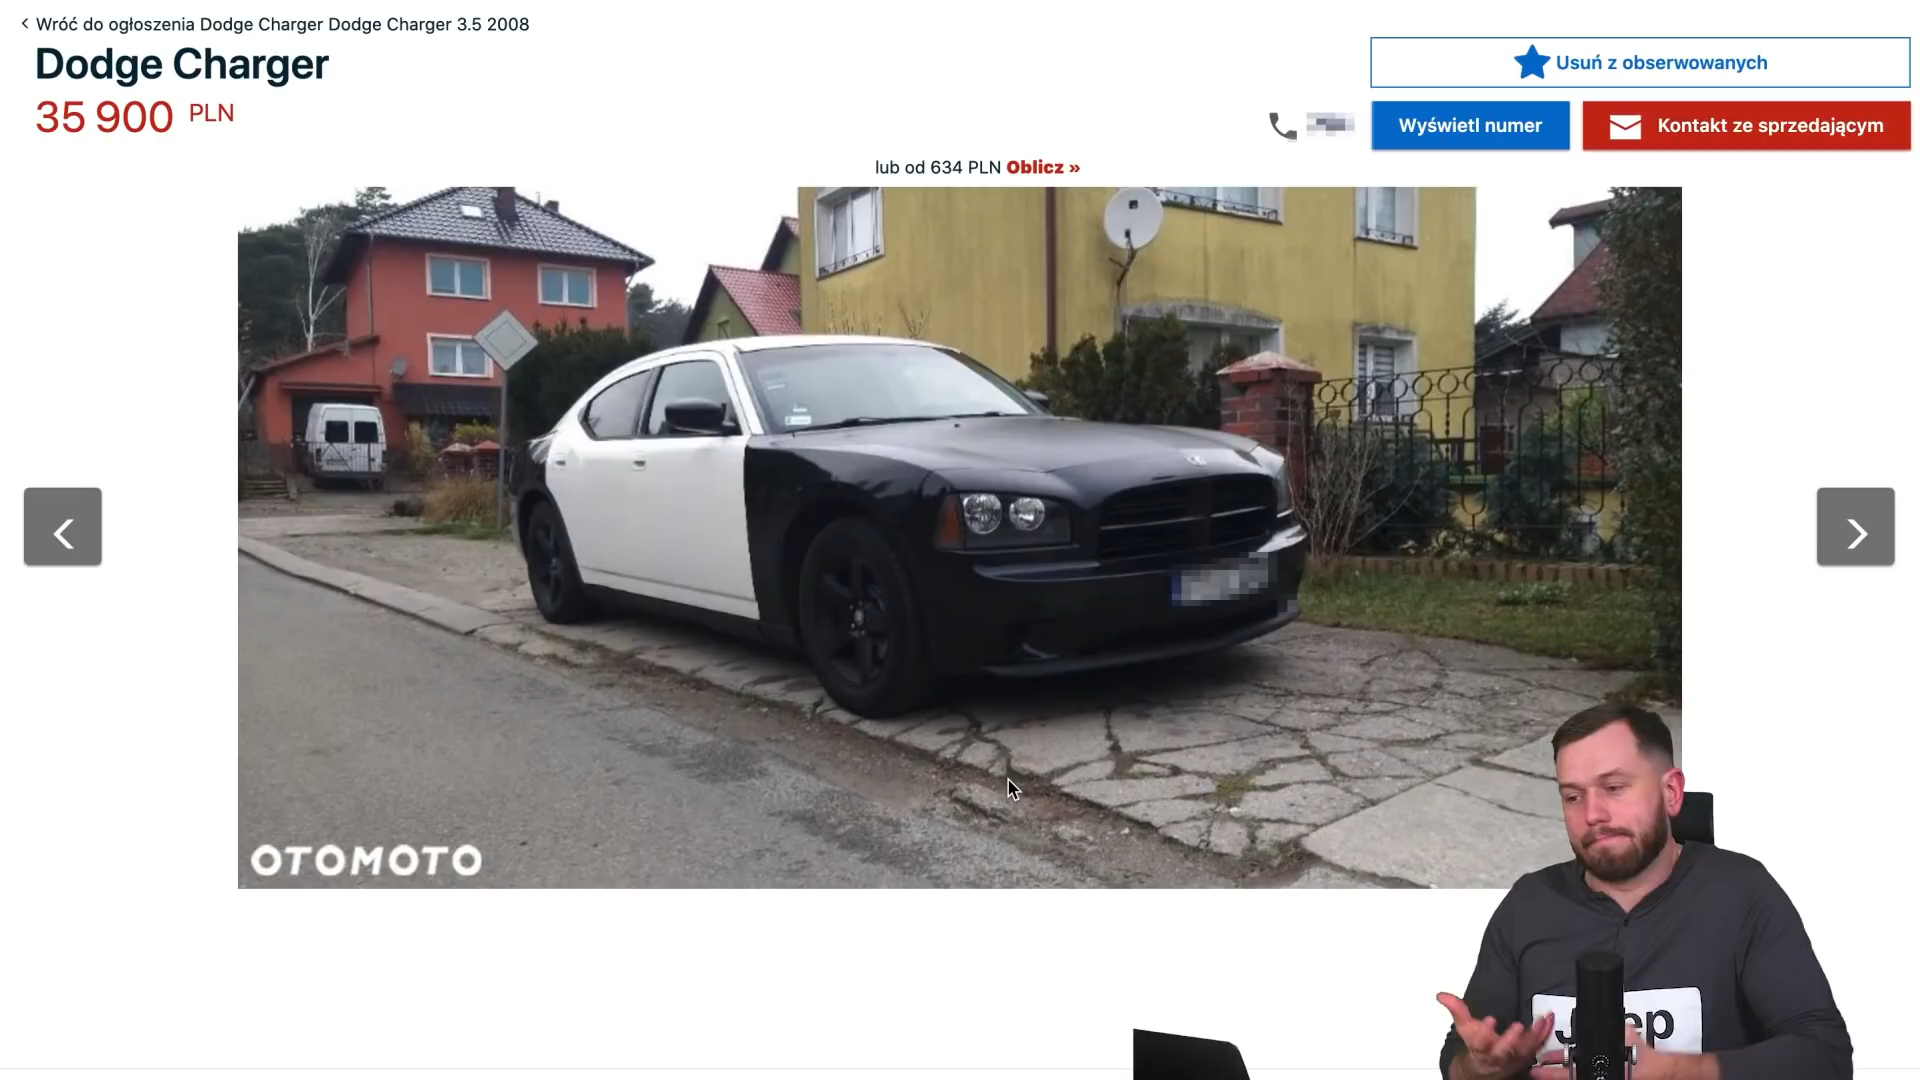 Wróć do ogłoszenia Dodge Charger Dodge Charger 3.5 2008
Dodge Charger
35 900 PLN
Usuń z obserwowanych
Wyświetl numer
Kontakt ze sprzedającym
lub od 634 PLN Oblicz »
OTOMOTO
Jeep